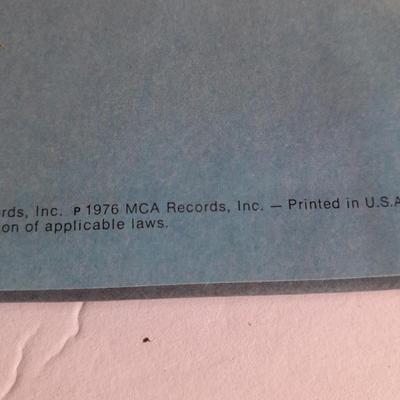 rds, Inc. P 1976 MCA Records, Inc. — Printed in U.S.A
on of applicable laws.